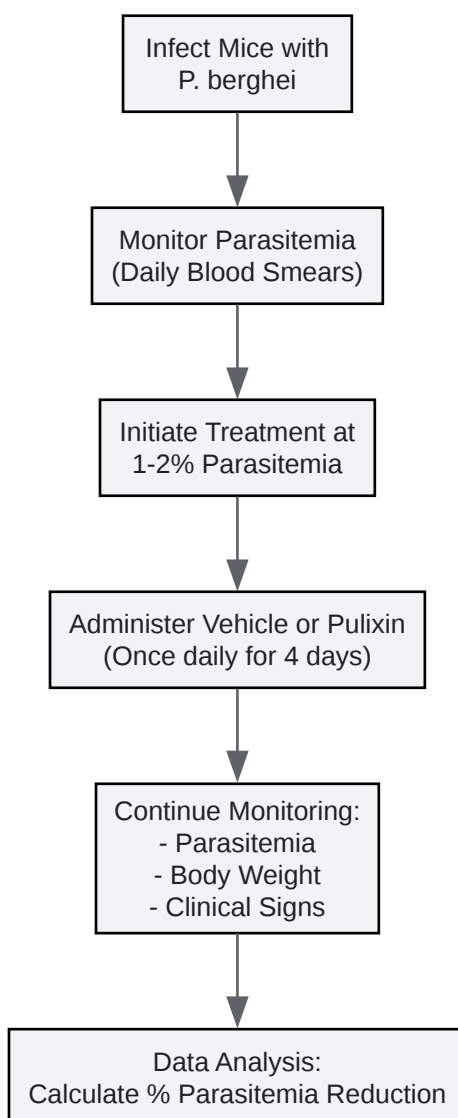 Infect Mice with
P. berghei
Monitor Parasitemia
(Daily Blood Smears)
Initiate Treatment at
1-2% Parasitemia
Administer Vehicle or Pulixin
(Once daily for 4 days)
Continue Monitoring:
- Parasitemia
- Body Weight
- Clinical Signs
Data Analysis:
Calculate % Parasitemia Reduction